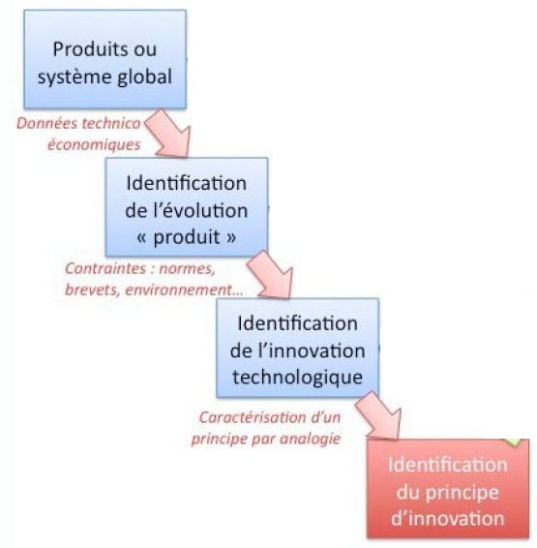 Produits ou
système global
Données technico
économiques
Identification
de l'évolution
« produit »
Contraintes : normes,
brevets, environnement...
Identification
de l'innovation
technologique
Caractérisation d'un
principe par analogie
Identification
du principe
d'innovation